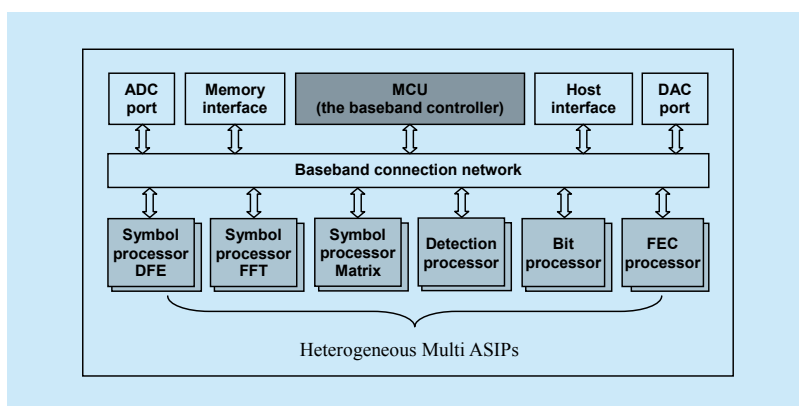 ADC
port
Memory
interface
MCU
(the baseband controller)
Host
interface
DAC
port
Baseband connection network
Symbol
processor
DFE
Symbol
processor
FFT
Symbol
processor
Matrix
Detection
processor
Bit
processor
FEC
processor
Heterogeneous Multi ASIPs